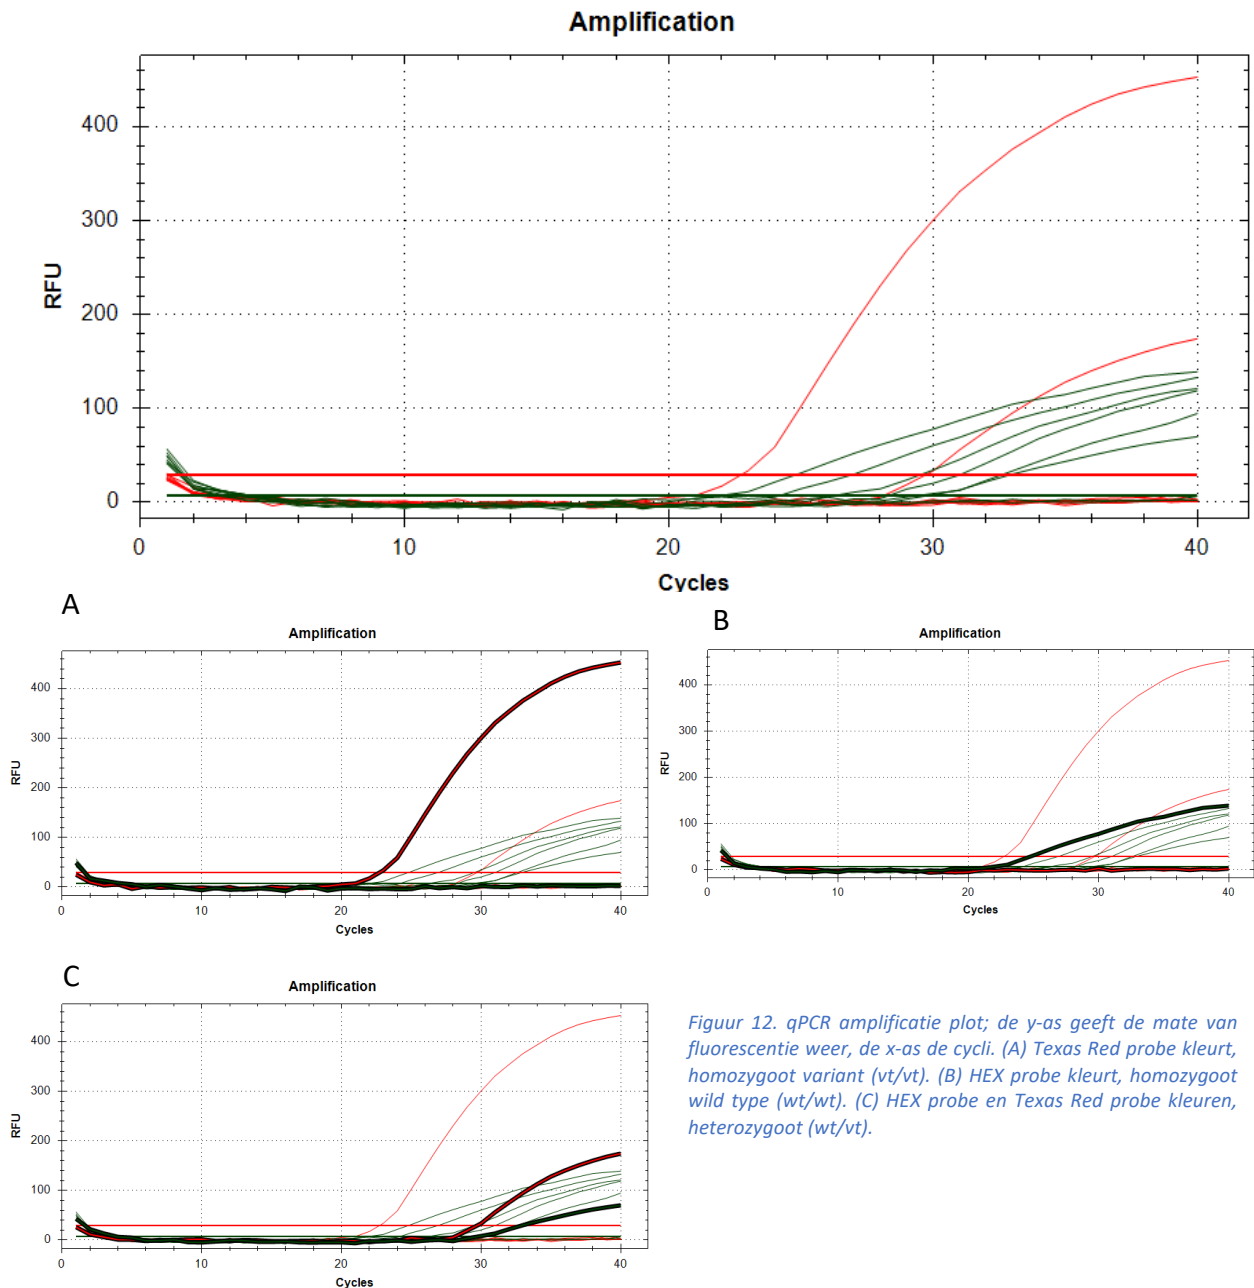 Amplification
400
300
200
100
0
RFU
0 10 20 30 40
Cycles
A
Amplification
400
300
200
100
0
RFU
0 10 20 30 40
Cycles
B
Amplification
400
300
200
100
0
RFU
0 10 20 30 40
Cycles
C
Amplification
400
300
200
100
0
RFU
0 10 20 30 40
Cycles
Figuur 12. qPCR amplificatie plot; de y-as geeft de mate van
fluorescentie weer, de x-as de cycli. (A) Texas Red probe kleurt,
homozygoot variant (vt/vt). (B) HEX probe kleurt, homozygoot
wild type (wt/wt). (C) HEX probe en Texas Red probe kleuren,
heterozygoot (wt/vt).